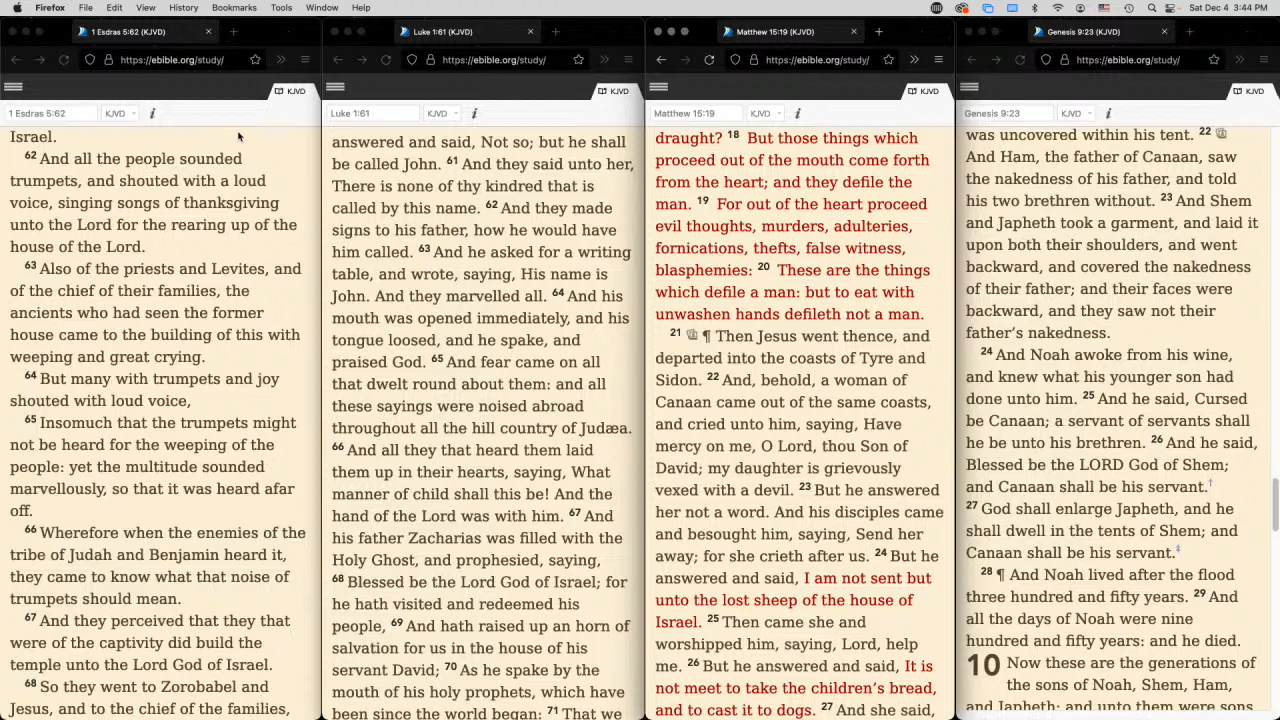 Firefox File Edit View History Bookmarks Tools Window Help Sat Dec 4 3:44 PM
1 Esdras 5:62 (KJVD)
https://ebible.org/study/
KJVD
1 Esdras 5:62 KJVD i
Israel.
62 And all the people sounded
trumpets, and shouted with a loud
voice, singing songs of thanksgiving
unto the Lord for the rearing up of the
house of the Lord.
63 Also of the priests and Levites, and
of the chief of their families, the
ancients who had seen the former
house came to the building of this with
weeping and great crying.
64 But many with trumpets and joy
shouted with loud voice,
65 Insomuch that the trumpets might
not be heard for the weeping of the
people: yet the multitude sounded
marvellously, so that it was heard afar
off.
66 Wherefore when the enemies of the
tribe of Judah and Benjamin heard it,
they came to know what that noise of
trumpets should mean.
67 And they perceived that they that
were of the captivity did build the
temple unto the Lord God of Israel.
68 So they went to Zorobabel and
Jesus, and to the chief of the families,
Luke 1:61 (KJVD)
https://ebible.org/study/
KJVD
Luke 1:61 KJVD i
answered and said, Not so; but he shall
be called John. 61 And they said unto her,
There is none of thy kindred that is
called by this name. 62 And they made
signs to his father, how he would have
him called. 63 And he asked for a writing
table, and wrote, saying, His name is
John. And they marvelled all. 64 And his
mouth was opened immediately, and his
tongue loosed, and he spake, and
praised God. 65 And fear came on all
that dwelt round about them: and all
these sayings were noised abroad
throughout all the hill country of Judæa.
66 And all they that heard them laid
them up in their hearts, saying, What
manner of child shall this be! And the
hand of the Lord was with him. 67 And
his father Zacharias was filled with the
Holy Ghost, and prophesied, saying,
68 Blessed be the Lord God of Israel; for
he hath visited and redeemed his
people, 69 And hath raised up an horn of
salvation for us in the house of his
servant David; 70 As he spake by the
mouth of his holy prophets, which have
been since the world began: 71 That we
Matthew 15:19 (KJVD)
https://ebible.org/study/
KJVD
Matthew 15:19 KJVD i
draught? 18 But those things which
proceed out of the mouth come forth
from the heart; and they defile the
man. 19 For out of the heart proceed
evil thoughts, murders, adulteries,
fornications, thefts, false witness,
blasphemies: 20 These are the things
which defile a man: but to eat with
unwashen hands defileth not a man.
21 ¶ Then Jesus went thence, and
departed into the coasts of Tyre and
Sidon. 22 And, behold, a woman of
Canaan came out of the same coasts,
and cried unto him, saying, Have
mercy on me, O Lord, thou Son of
David; my daughter is grievously
vexed with a devil. 23 But he answered
her not a word. And his disciples came
and besought him, saying, Send her
away; for she crieth after us. 24 But he
answered and said, I am not sent but
unto the lost sheep of the house of
Israel. 25 Then came she and
worshipped him, saying, Lord, help
me. 26 But he answered and said, It is
not meet to take the children’s bread,
and to cast it to dogs. 27 And she said,
Genesis 9:23 (KJVD)
https://ebible.org/study/
KJVD
Genesis 9:23 KJVD i
was uncovered within his tent. 22
And Ham, the father of Canaan, saw
the nakedness of his father, and told
his two brethren without. 23 And Shem
and Japheth took a garment, and laid it
upon both their shoulders, and went
backward, and covered the nakedness
of their father; and their faces were
backward, and they saw not their
father’s nakedness.
24 And Noah awoke from his wine,
and knew what his younger son had
done unto him. 25 And he said, Cursed
be Canaan; a servant of servants shall
he be unto his brethren. 26 And he said,
Blessed be the LORD God of Shem;
and Canaan shall be his servant.†
27 God shall enlarge Japheth, and he
shall dwell in the tents of Shem; and
Canaan shall be his servant.‡
28 ¶ And Noah lived after the flood
three hundred and fifty years. 29 And
all the days of Noah were nine
hundred and fifty years: and he died.
10 Now these are the generations of
the sons of Noah, Shem, Ham,
and Japheth: and unto them were sons